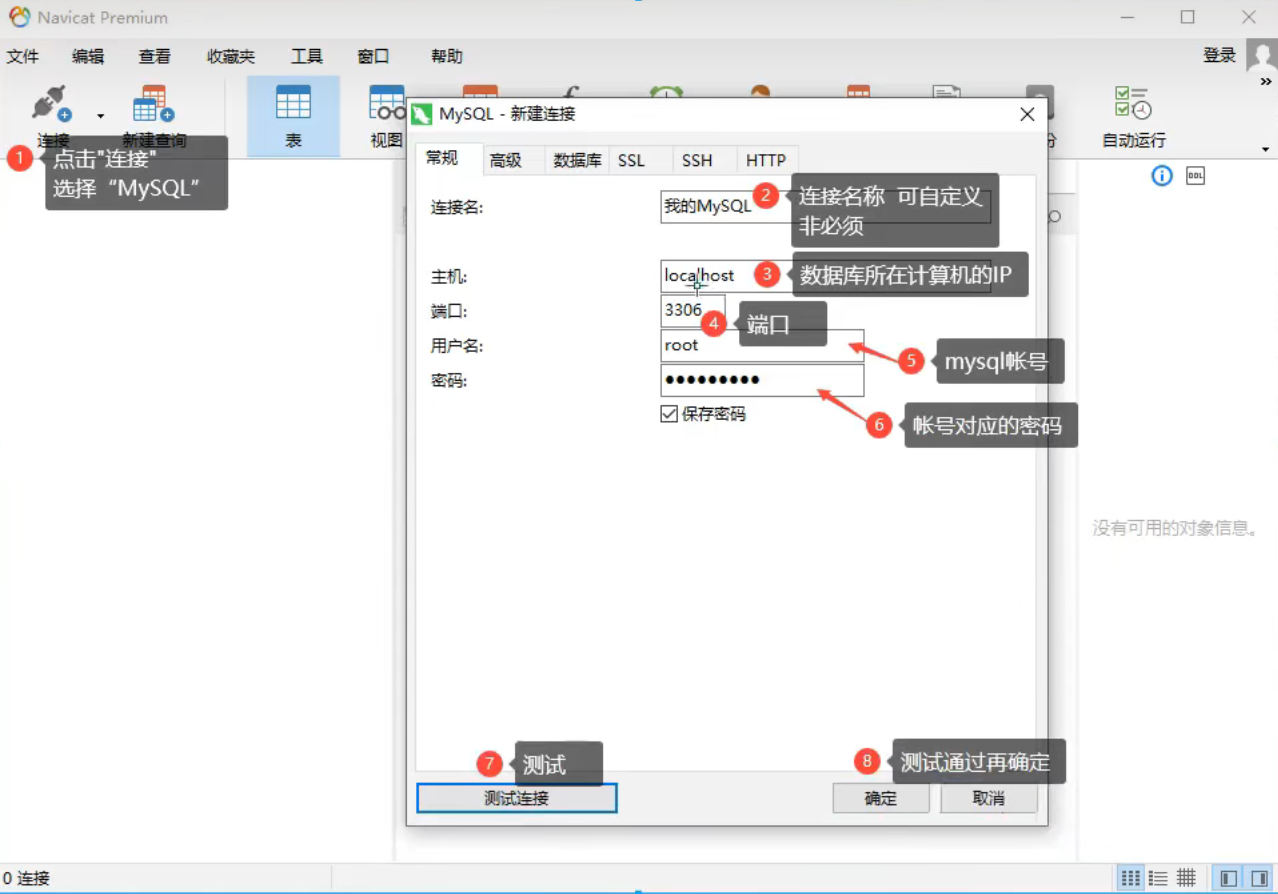 Navicat Premium
文件 编辑 查看 收藏夹 工具 窗口 帮助 登录
连接 新建查询 表 视图 自动运行
1 点击"连接"
选择“MySQL”
MySQL - 新建连接
常规 高级 数据库 SSL SSH HTTP
连接名: 我的MySQL
2 连接名称 可自定义
非必须
主机: localhost
3 数据库所在计算机的IP
端口: 3306
4 端口
用户名: root
5 mysql帐号
密码: ●●●●●●●●●
保存密码
6 帐号对应的密码
DDL
没有可用的对象信息。
7 测试
8 测试通过再确定
测试连接 确定 取消
0 连接